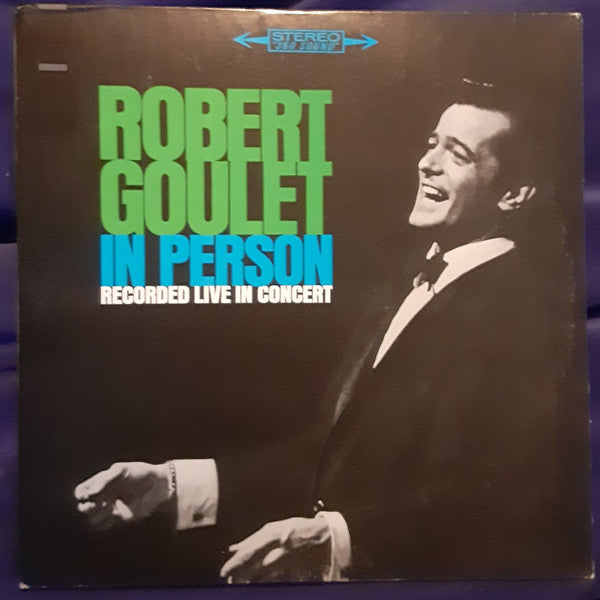 STEREO
"360 SOUND"
ROBERT
GOULET
IN PERSON
RECORDED LIVE IN CONCERT